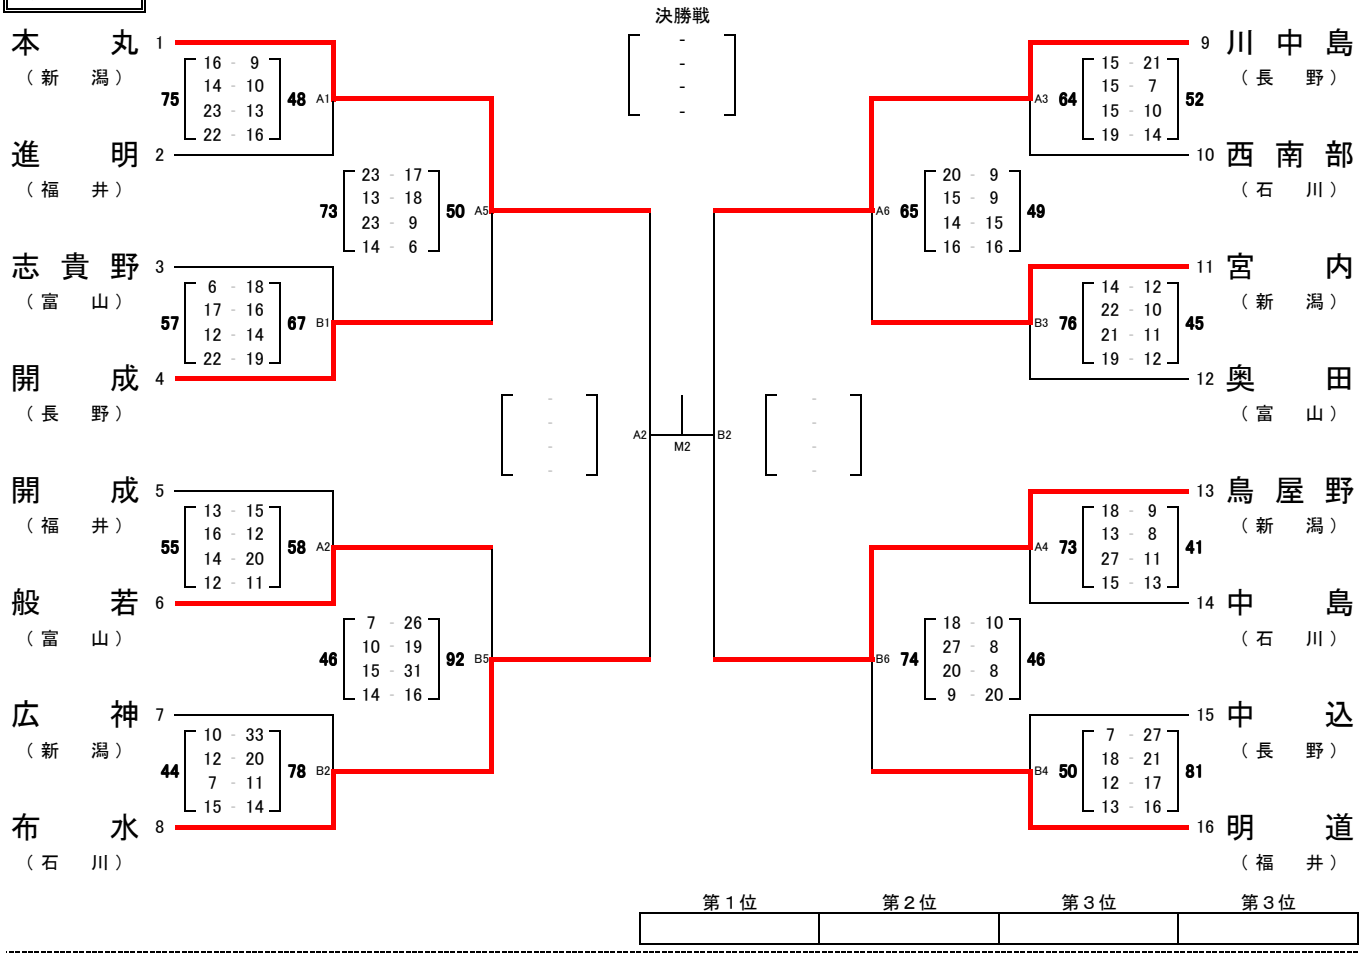 決勝戦
-
-
-
-
本丸 1
（新潟）
75 16 - 9 48 A1
14 - 10
23 - 13
22 - 16
進明 2
（福井）
73 23 - 17 50 A5
13 - 18
23 - 9
14 - 6
志貴野 3
（富山）
57 6 - 18 67 B1
17 - 16
12 - 14
22 - 19
開成 4
（長野）
開成 5
（福井）
55 13 - 15 58 A2
16 - 12
14 - 20
12 - 11
般若 6
（富山）
46 7 - 26 92 B5
10 - 19
15 - 31
14 - 16
広神 7
（新潟）
44 10 - 33 78 B2
12 - 20
7 - 11
15 - 14
布水 8
（石川）
-
-
-
-
A2 M2 B2
-
-
-
-
9 川中島
（長野）
A3 64 15 - 21 52
15 - 7
15 - 10
19 - 14
10 西南部
（石川）
A6 65 20 - 9 49
15 - 9
14 - 15
16 - 16
11 宮内
（新潟）
B3 76 14 - 12 45
22 - 10
21 - 11
19 - 12
12 奥田
（富山）
13 鳥屋野
（新潟）
A4 73 18 - 9 41
13 - 8
27 - 11
15 - 13
14 中島
（石川）
B6 74 18 - 10 46
27 - 8
20 - 8
9 - 20
15 中込
（長野）
B4 50 7 - 27 81
18 - 21
12 - 17
13 - 16
16 明道
（福井）
第１位 第２位 第３位 第３位